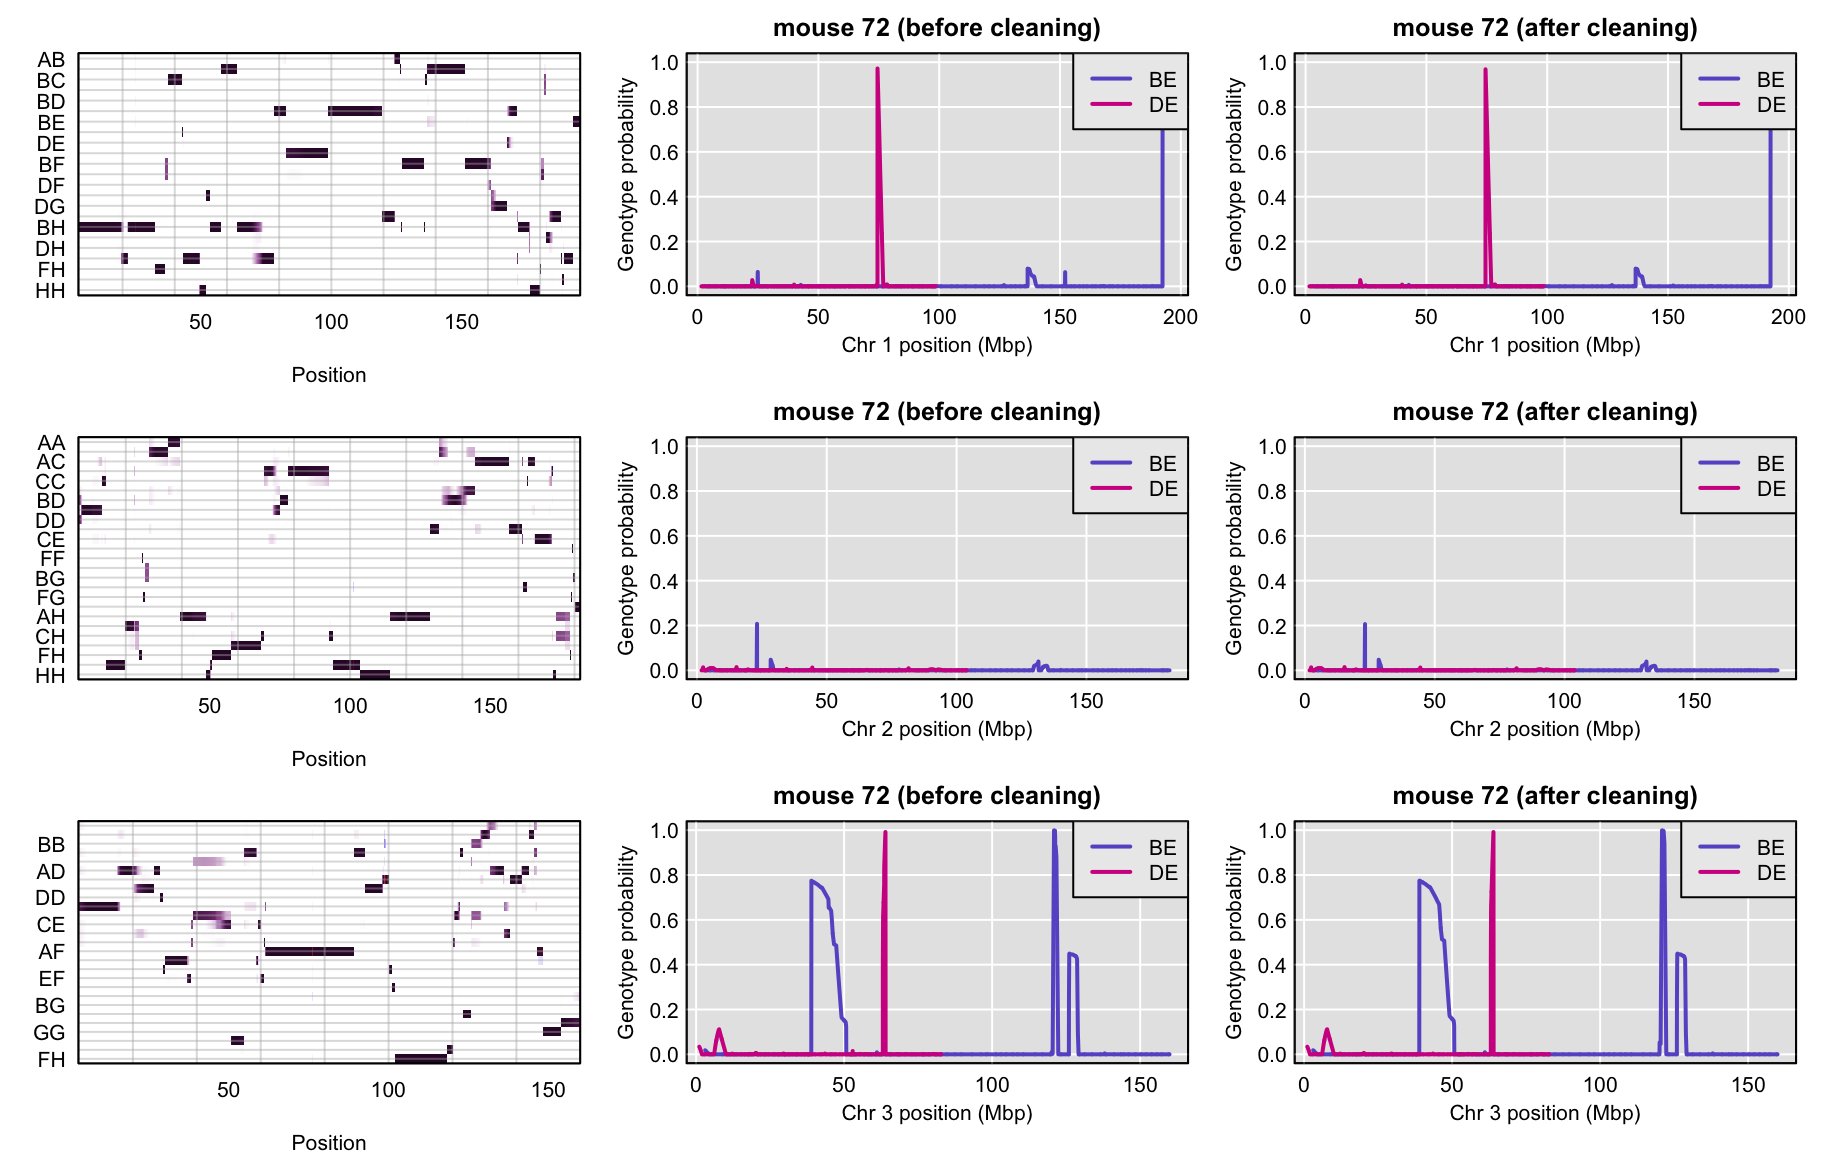 AB
BC
BD
BE
DE
BF
DF
DG
BH
DH
FH
HH
50 100 150
Position
mouse 72 (before cleaning)
Genotype probability
1.0
0.8
0.6
0.4
0.2
0.0
BE
DE
0 50 100 150 200
Chr 1 position (Mbp)
mouse 72 (after cleaning)
Genotype probability
1.0
0.8
0.6
0.4
0.2
0.0
BE
DE
0 50 100 150 200
Chr 1 position (Mbp)
AA
AC
CC
BD
DD
CE
FF
BG
FG
AH
CH
FH
HH
50 100 150
Position
mouse 72 (before cleaning)
Genotype probability
1.0
0.8
0.6
0.4
0.2
0.0
BE
DE
0 50 100 150
Chr 2 position (Mbp)
mouse 72 (after cleaning)
Genotype probability
1.0
0.8
0.6
0.4
0.2
0.0
BE
DE
0 50 100 150
Chr 2 position (Mbp)
BB
AD
DD
CE
AF
EF
BG
GG
FH
50 100 150
Position
mouse 72 (before cleaning)
Genotype probability
1.0
0.8
0.6
0.4
0.2
0.0
BE
DE
0 50 100 150
Chr 3 position (Mbp)
mouse 72 (after cleaning)
Genotype probability
1.0
0.8
0.6
0.4
0.2
0.0
BE
DE
0 50 100 150
Chr 3 position (Mbp)